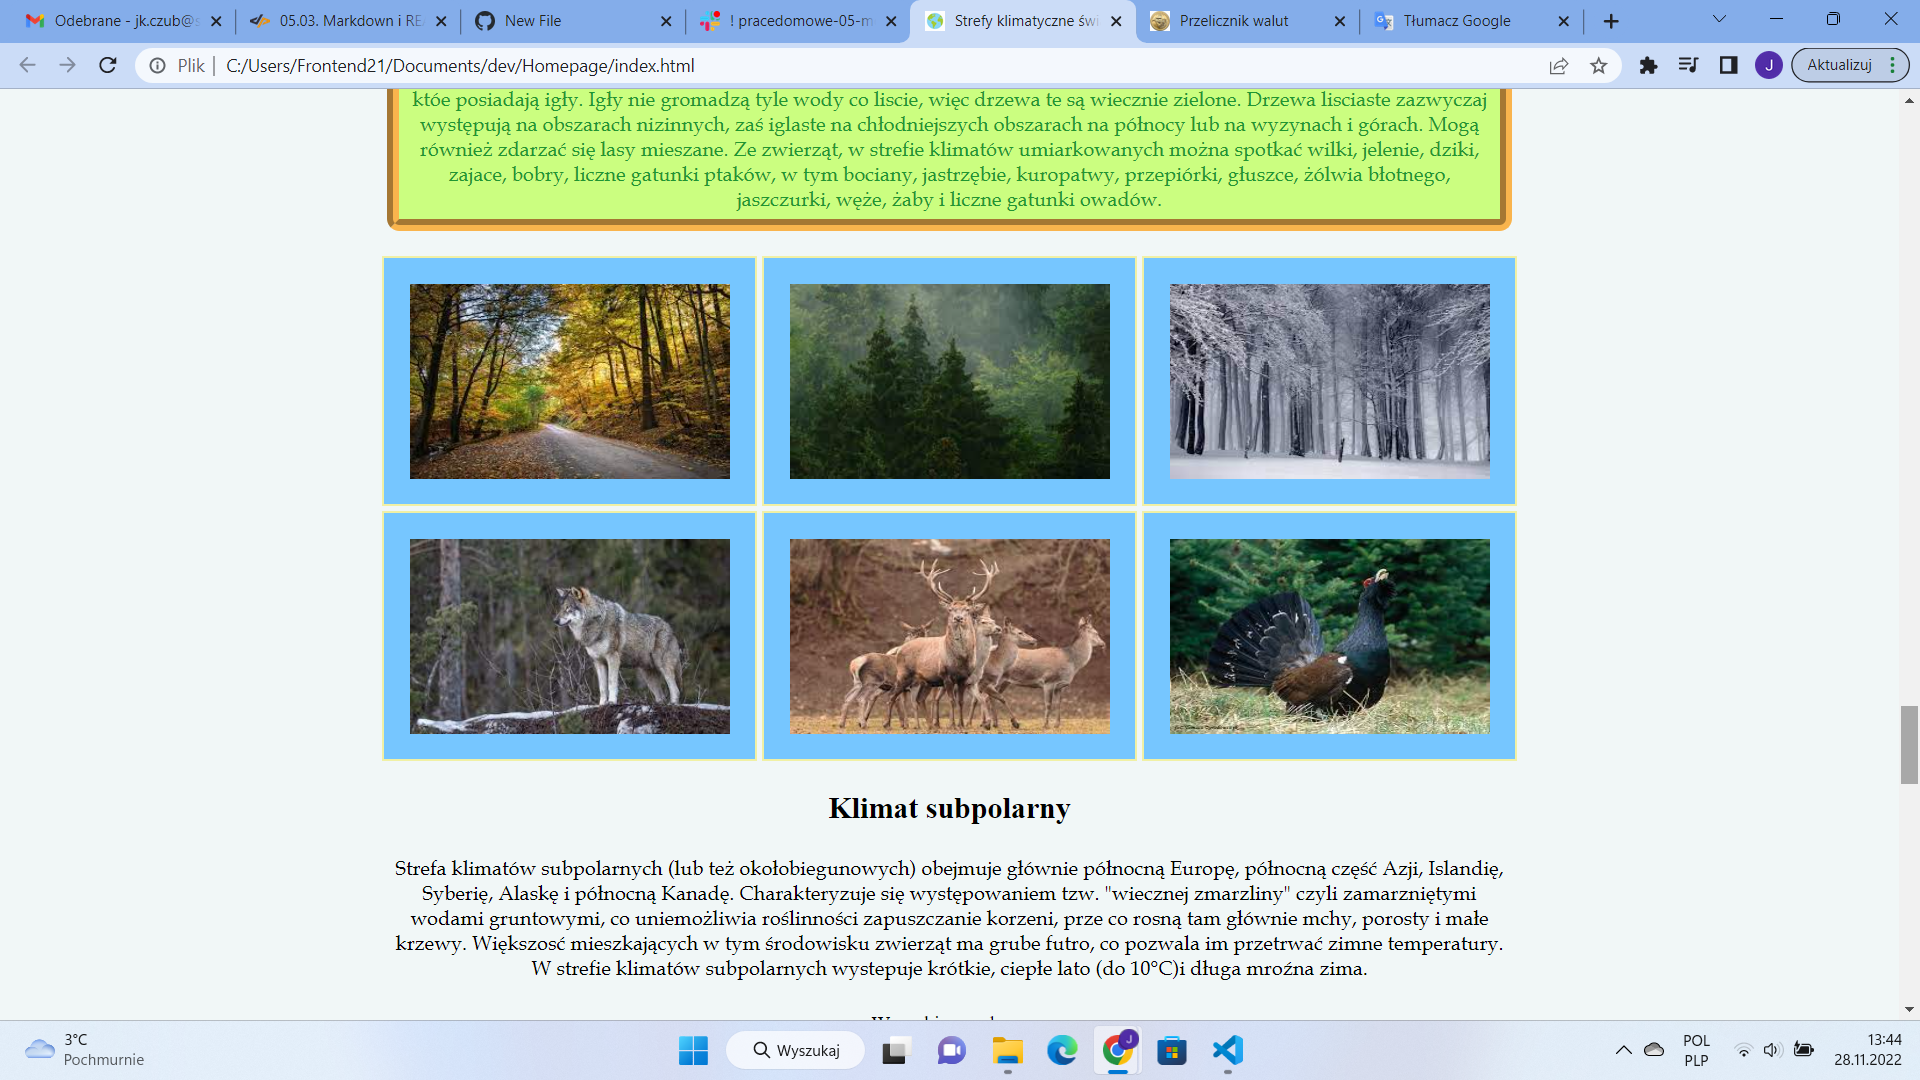 Odebrane - jk.czub@s
05.03. Markdown i REA
New File
! pracedomowe-05-m
Strefy klimatyczne świ
Przelicznik walut
Tłumacz Google
Plik
C:/Users/Frontend21/Documents/dev/Homepage/index.html
J
Aktualizuj
któe posiadają igły. Igły nie gromadzą tyle wody co liscie, więc drzewa te są wiecznie zielone. Drzewa lisciaste zazwyczaj
występują na obszarach nizinnych, zaś iglaste na chłodniejszych obszarach na północy lub na wyzynach i górach. Mogą
również zdarzać się lasy mieszane. Ze zwierząt, w strefie klimatów umiarkowanych można spotkać wilki, jelenie, dziki,
zajace, bobry, liczne gatunki ptaków, w tym bociany, jastrzębie, kuropatwy, przepiórki, głuszce, żólwia błotnego,
jaszczurki, węże, żaby i liczne gatunki owadów.
Klimat subpolarny
Strefa klimatów subpolarnych (lub też okołobiegunowych) obejmuje głównie północną Europę, północną część Azji, Islandię,
Syberię, Alaskę i północną Kanadę. Charakteryzuje się występowaniem tzw. "wiecznej zmarzliny" czyli zamarzniętymi
wodami gruntowymi, co uniemożliwia roślinności zapuszczanie korzeni, prze co rosną tam głównie mchy, porosty i małe
krzewy. Większosć mieszkających w tym środowisku zwierząt ma grube futro, co pozwala im przetrwać zimne temperatury.
W strefie klimatów subpolarnych wystepuje krótkie, ciepłe lato (do 10°C)i długa mroźna zima.
3°C
Pochmurnie
Wyszukaj
J
POL
PLP
13:44
28.11.2022